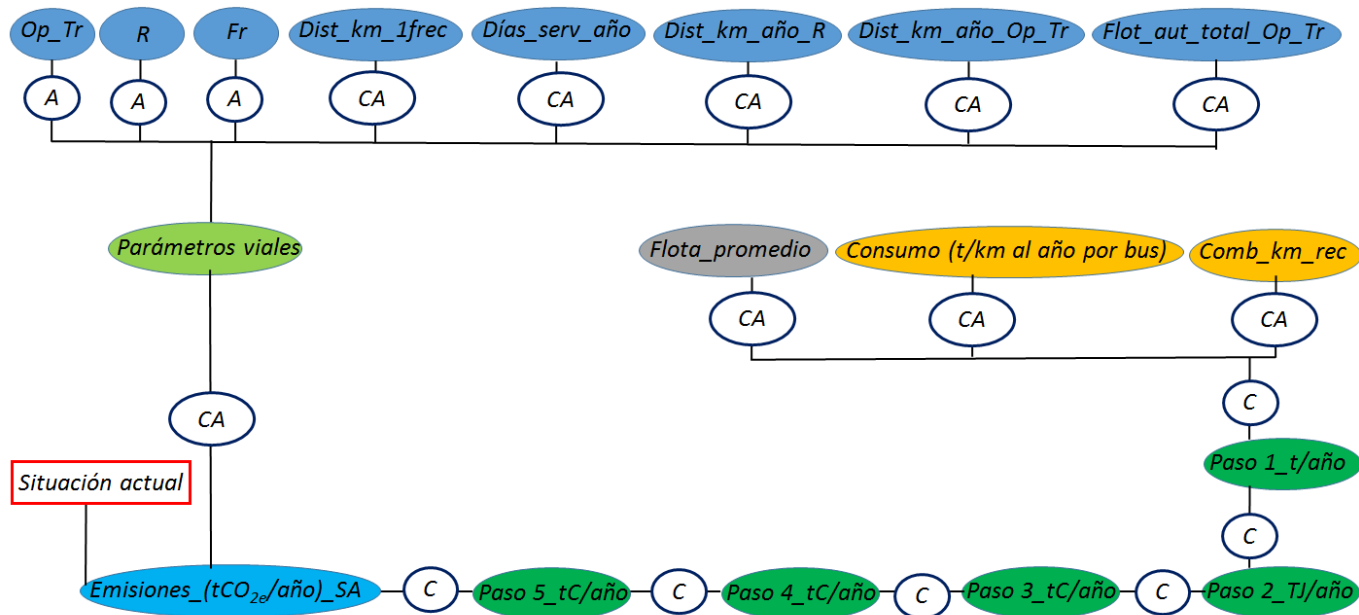 Op_Tr
R
Fr
Dist_km_1frec
Días_serv_año
Dist_km_año_R
Dist_km_año_Op_Tr
Flot_aut_total_Op_Tr
A
A
A
CA
CA
CA
CA
CA
Parámetros viales
Flota_promedio
Consumo (t/km al año por bus)
Comb_km_rec
CA
CA
CA
CA
C
Situación actual
Paso 1_t/año
C
Emisiones_(tCO2e/año)_SA
C
Paso 5_tC/año
C
Paso 4_tC/año
C
Paso 3_tC/año
C
Paso 2_TJ/año